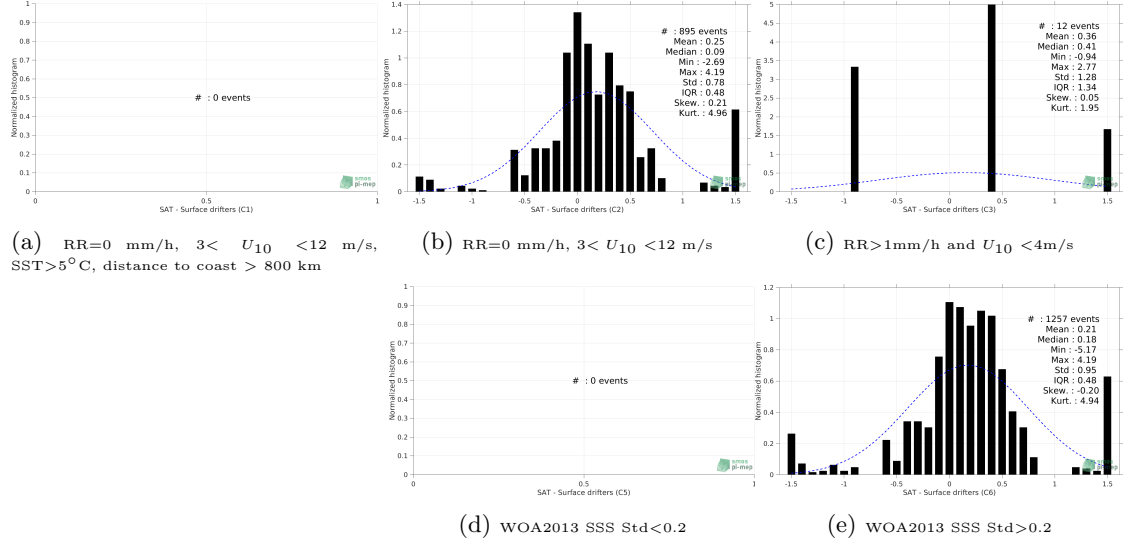 1
0.9
0.8
0.7
0.6
0.5
0.4
0.3
0.2
0.1
0
Normalized histogram
# : 0 events
smos
pi-mep
0 0.5 1
SAT - Surface drifters (C1)
(a) RR=0 mm/h, 3< U10 <12 m/s,
SST>5°C, distance to coast > 800 km
1.4
1.2
1
0.8
0.6
0.4
0.2
0
Normalized histogram
# : 895 events
Mean : 0.25
Median : 0.09
Min : -2.69
Max : 4.19
Std : 0.78
IQR : 0.48
Skew. : 0.21
Kurt. : 4.96
smos
pi-mep
-1.5 -1 -0.5 0 0.5 1 1.5
SAT - Surface drifters (C2)
(b) RR=0 mm/h, 3< U10 <12 m/s
5
4.5
4
3.5
3
2.5
2
1.5
1
0.5
0
Normalized histogram
# : 12 events
Mean : 0.36
Median : 0.41
Min : -0.94
Max : 2.77
Std : 1.28
IQR : 1.34
Skew. : 0.05
Kurt. : 1.95
smos
pi-mep
-1.5 -1 -0.5 0 0.5 1 1.5
SAT - Surface drifters (C3)
(c) RR>1mm/h and U10 <4m/s
1
0.9
0.8
0.7
0.6
0.5
0.4
0.3
0.2
0.1
0
Normalized histogram
# : 0 events
smos
pi-mep
0 0.5 1
SAT - Surface drifters (C5)
(d) WOA2013 SSS Std<0.2
1.2
1
0.8
0.6
0.4
0.2
0
Normalized histogram
# : 1257 events
Mean : 0.21
Median : 0.18
Min : -5.17
Max : 4.19
Std : 0.95
IQR : 0.48
Skew. : -0.20
Kurt. : 4.94
smos
pi-mep
-1.5 -1 -0.5 0 0.5 1 1.5
SAT - Surface drifters (C6)
(e) WOA2013 SSS Std>0.2